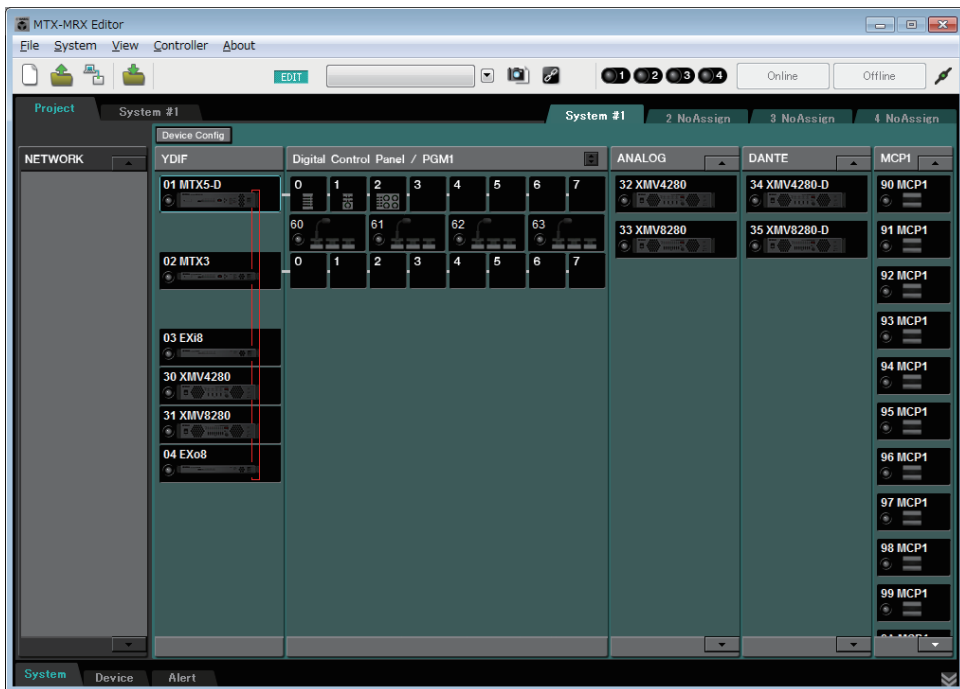 MTX-MRX Editor
File System View Controller About
EDIT 1 2 3 4 Online Offline
Project System #1
System #1 2 NoAssign 3 NoAssign 4 NoAssign
Device Config
NETWORK YDIF Digital Control Panel / PGM1 ANALOG DANTE MCP1
01 MTX5-D 0 1 2 3 4 5 6 7 32 XMV4280 34 XMV4280-D 90 MCP1
60 61 62 63 33 XMV8280 35 XMV8280-D 91 MCP1
02 MTX3 0 1 2 3 4 5 6 7
92 MCP1
93 MCP1
03 EXi8
94 MCP1
30 XMV4280
95 MCP1
31 XMV8280
04 EXo8 96 MCP1
97 MCP1
98 MCP1
99 MCP1
System Device Alert